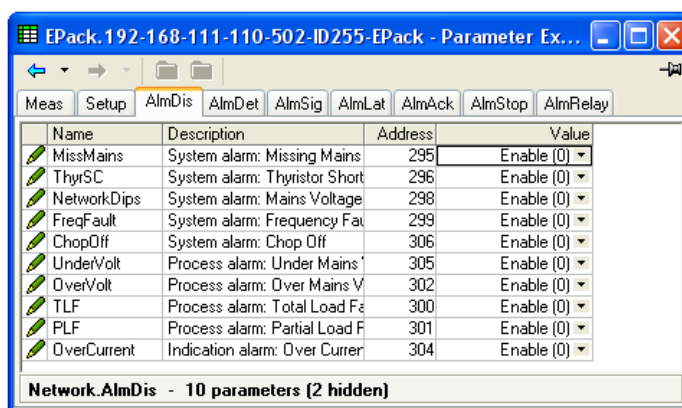 EPack.192-168-111-110-502-ID255-EPack - Parameter Ex...
Meas Setup AlmDis AlmDet AlmSig AlmLat AlmAck AlmStop AlmRelay
Name Description Address Value
MissMains System alarm: Missing Mains 295 Enable (0)
ThyrSC System alarm: Thyristor Short 296 Enable (0)
NetworkDips System alarm: Mains Voltage 298 Enable (0)
FreqFault System alarm: Frequency Fau 299 Enable (0)
ChopOff System alarm: Chop Off 306 Enable (0)
UnderVolt Process alarm: Under Mains 305 Enable (0)
OverVolt Process alarm: Over Mains V 302 Enable (0)
TLF Process alarm: Total Load Fa 300 Enable (0)
PLF Process alarm: Partial Load F 301 Enable (0)
OverCurrent Indication alarm: Over Curren 304 Enable (0)
Network.AlmDis - 10 parameters (2 hidden)